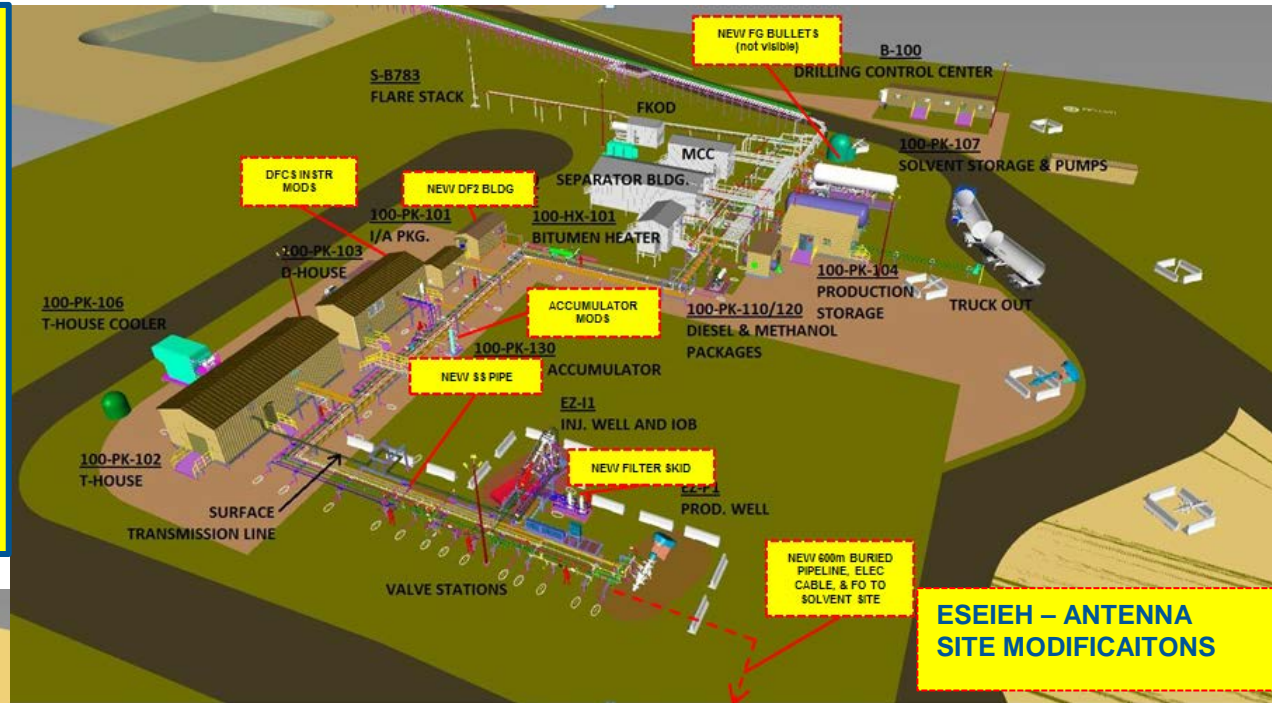 NEW FG BULLETS
(not visible)
B-100
DRILLING CONTROL CENTER
S-B783
FLARE STACK
FKOD
MCC
100-PK-107
SOLVENT STORAGE & PUMPS
SEPARATOR BLDG.
DFCS INSTR
MODS
NEW DF2 BLDG
100-PK-101
I/A PKG.
100-HX-101
BITUMEN HEATER
100-PK-103
D-HOUSE
100-PK-104
PRODUCTION
STORAGE
TRUCK OUT
100-PK-106
T-HOUSE COOLER
ACCUMULATOR
MODS
100-PK-110/120
DIESEL & METHANOL
PACKAGES
100-PK-130
ACCUMULATOR
NEW SS PIPE
EZ-I1
INJ. WELL AND IOB
NEW FILTER SKID
EZ-P1
PROD. WELL
100-PK-102
T-HOUSE
SURFACE
TRANSMISSION LINE
VALVE STATIONS
NEW 600m BURIED
PIPELINE, ELEC
CABLE, & FO TO
SOLVENT SITE
ESEIEH – ANTENNA
SITE MODIFICAITONS